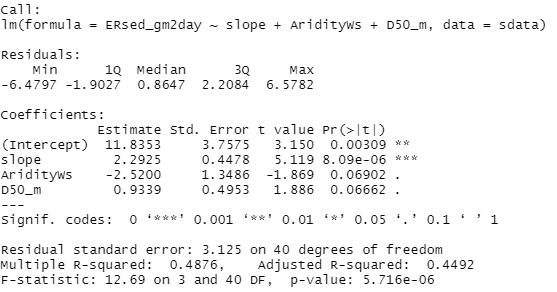 Call:
lm(formula = ERsed_gm2day ~ slope + AridityWs + D50_m, data = sdata)
Residuals:
Min 1Q Median 3Q Max
-6.4797 -1.9027 0.8647 2.2084 6.5782
Coefficients:
Estimate Std. Error t value Pr(>|t|)
(Intercept) 11.8353 3.7575 3.150 0.00309 **
slope 2.2925 0.4478 5.119 8.09e-06 ***
AridityWs -2.5200 1.3486 -1.869 0.06902 .
D50_m 0.9339 0.4953 1.886 0.06662 .
---
Signif. codes: 0 ‘***’ 0.001 ‘**’ 0.01 ‘*’ 0.05 ‘.’ 0.1 ‘ ’ 1
Residual standard error: 3.125 on 40 degrees of freedom
Multiple R-squared: 0.4876, Adjusted R-squared: 0.4492
F-statistic: 12.69 on 3 and 40 DF, p-value: 5.716e-06